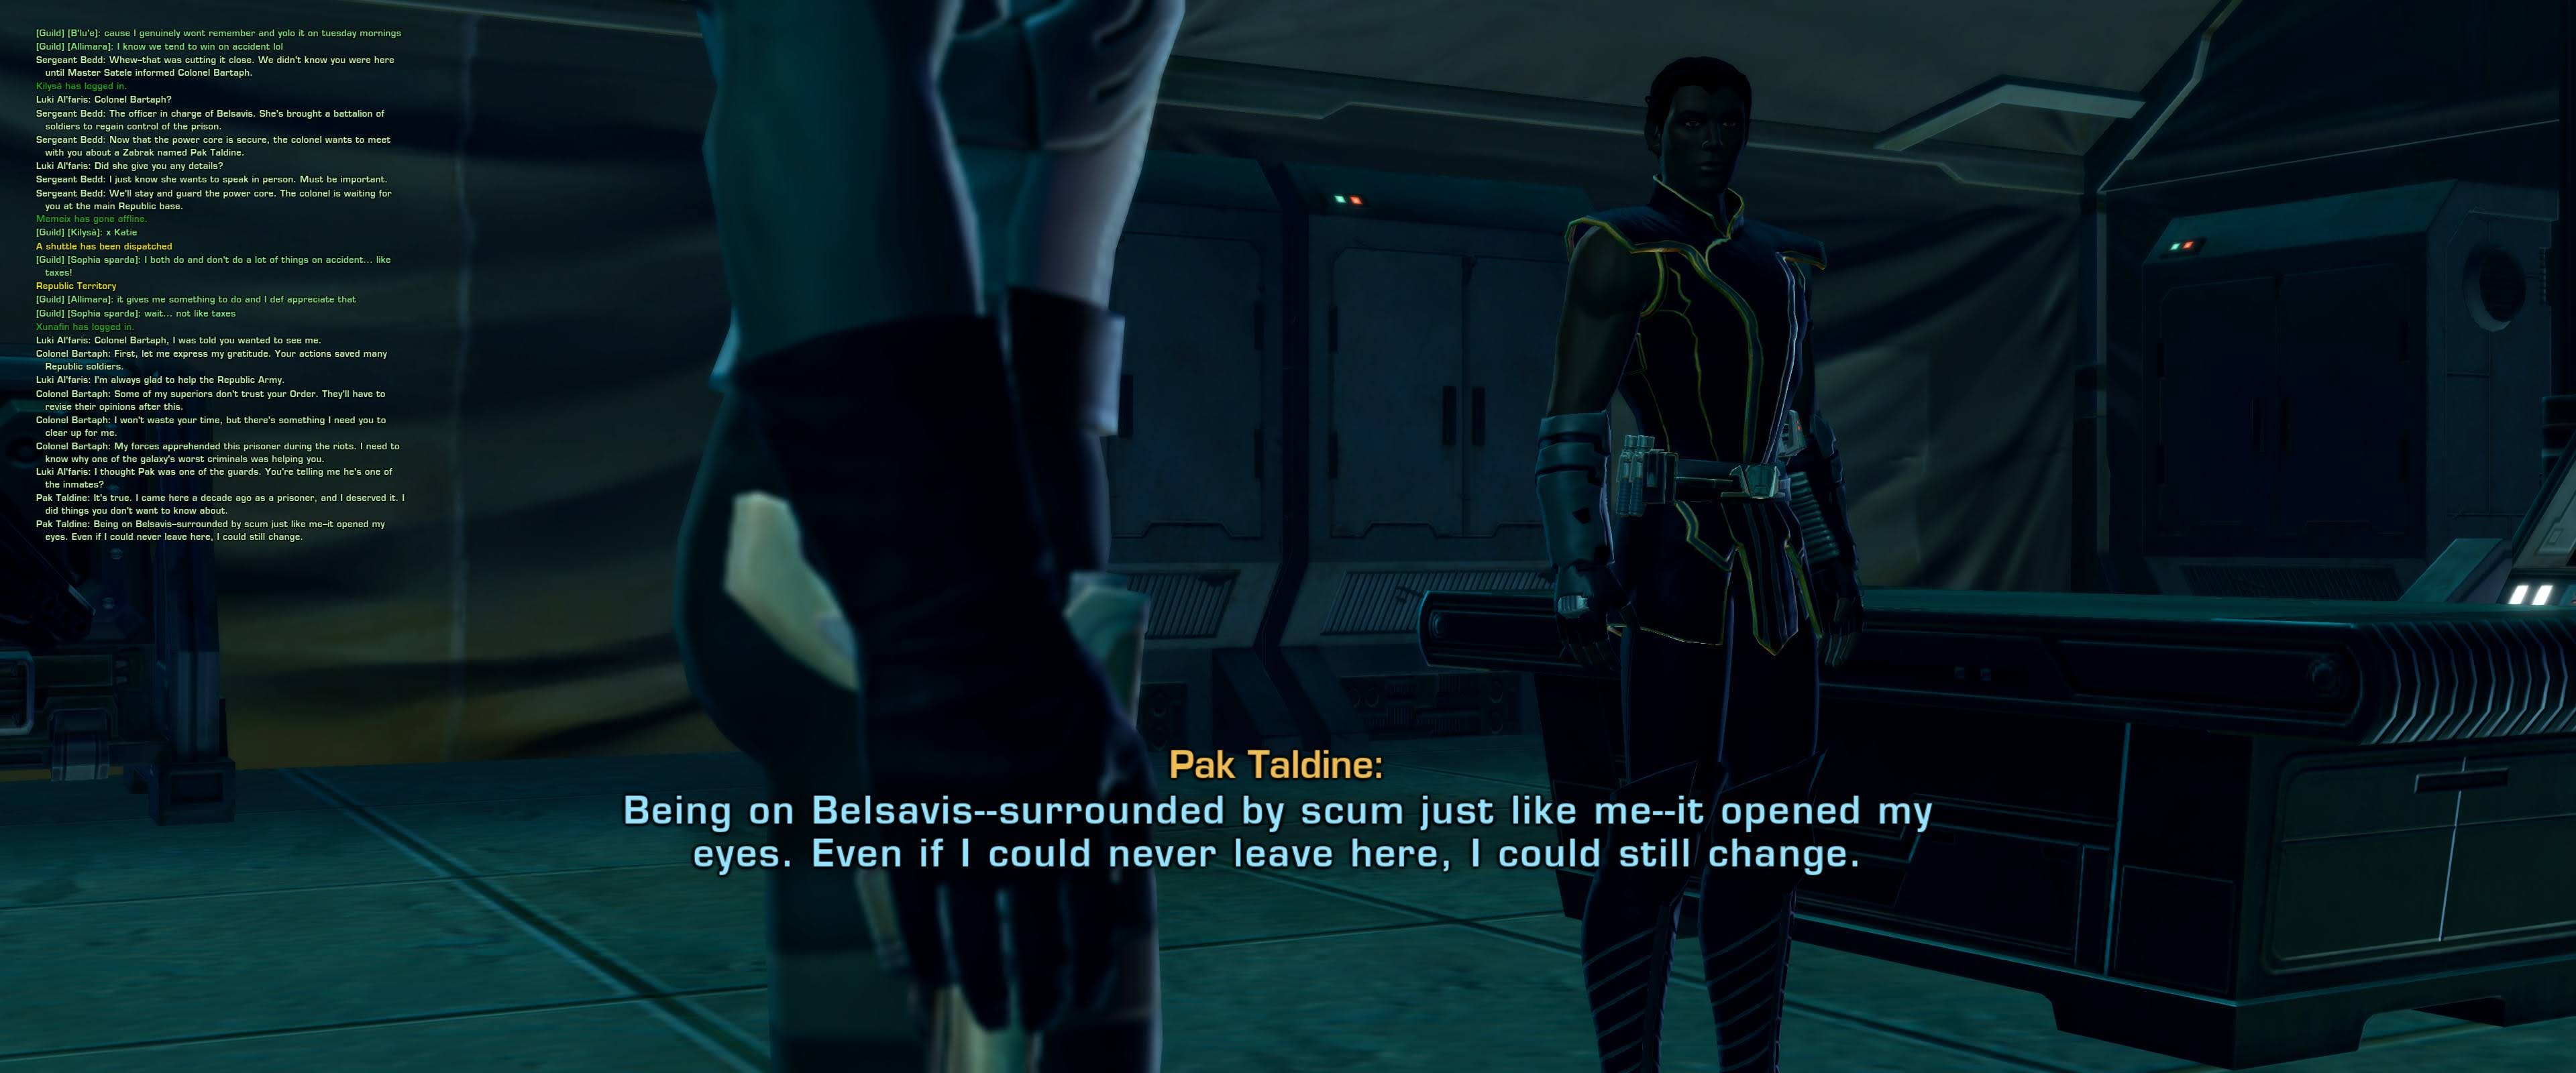 [Guild] [B'lu'e]: cause I genuinely wont remember and yolo it on tuesday mornings
[Guild] [Allimara]: I know we tend to win on accident lol
Sergeant Bedd: Whew--that was cutting it close. We didn't know you were here
until Master Satele informed Colonel Bartaph.
Kilysá has logged in.
Luki Al'faris: Colonel Bartaph?
Sergeant Bedd: The officer in charge of Belsavis. She's brought a battalion of
soldiers to regain control of the prison.
Sergeant Bedd: Now that the power core is secure, the colonel wants to meet
with you about a Zabrak named Pak Taldine.
Luki Al'faris: Did she give you any details?
Sergeant Bedd: I just know she wants to speak in person. Must be important.
Sergeant Bedd: We'll stay and guard the power core. The colonel is waiting for
you at the main Republic base.
Memeix has gone offline.
[Guild] [Kilysá]: x Katie
A shuttle has been dispatched
[Guild] [Sophia sparda]: I both do and don't do a lot of things on accident... like
taxes!
Republic Territory
[Guild] [Allimara]: it gives me something to do and I def appreciate that
[Guild] [Sophia sparda]: wait... not like taxes
Xunafin has logged in.
Luki Al'faris: Colonel Bartaph, I was told you wanted to see me.
Colonel Bartaph: First, let me express my gratitude. Your actions saved many
Republic soldiers.
Luki Al'faris: I'm always glad to help the Republic Army.
Colonel Bartaph: Some of my superiors don't trust your Order. They'll have to
revise their opinions after this.
Colonel Bartaph: I won't waste your time, but there's something I need you to
clear up for me.
Colonel Bartaph: My forces apprehended this prisoner during the riots. I need to
know why one of the galaxy's worst criminals was helping you.
Luki Al'faris: I thought Pak was one of the guards. You're telling me he's one of
the inmates?
Pak Taldine: It's true. I came here a decade ago as a prisoner, and I deserved it. I
did things you don't want to know about.
Pak Taldine: Being on Belsavis--surrounded by scum just like me--it opened my
eyes. Even if I could never leave here, I could still change.
Pak Taldine:
Being on Belsavis--surrounded by scum just like me--it opened my
eyes. Even if I could never leave here, I could still change.